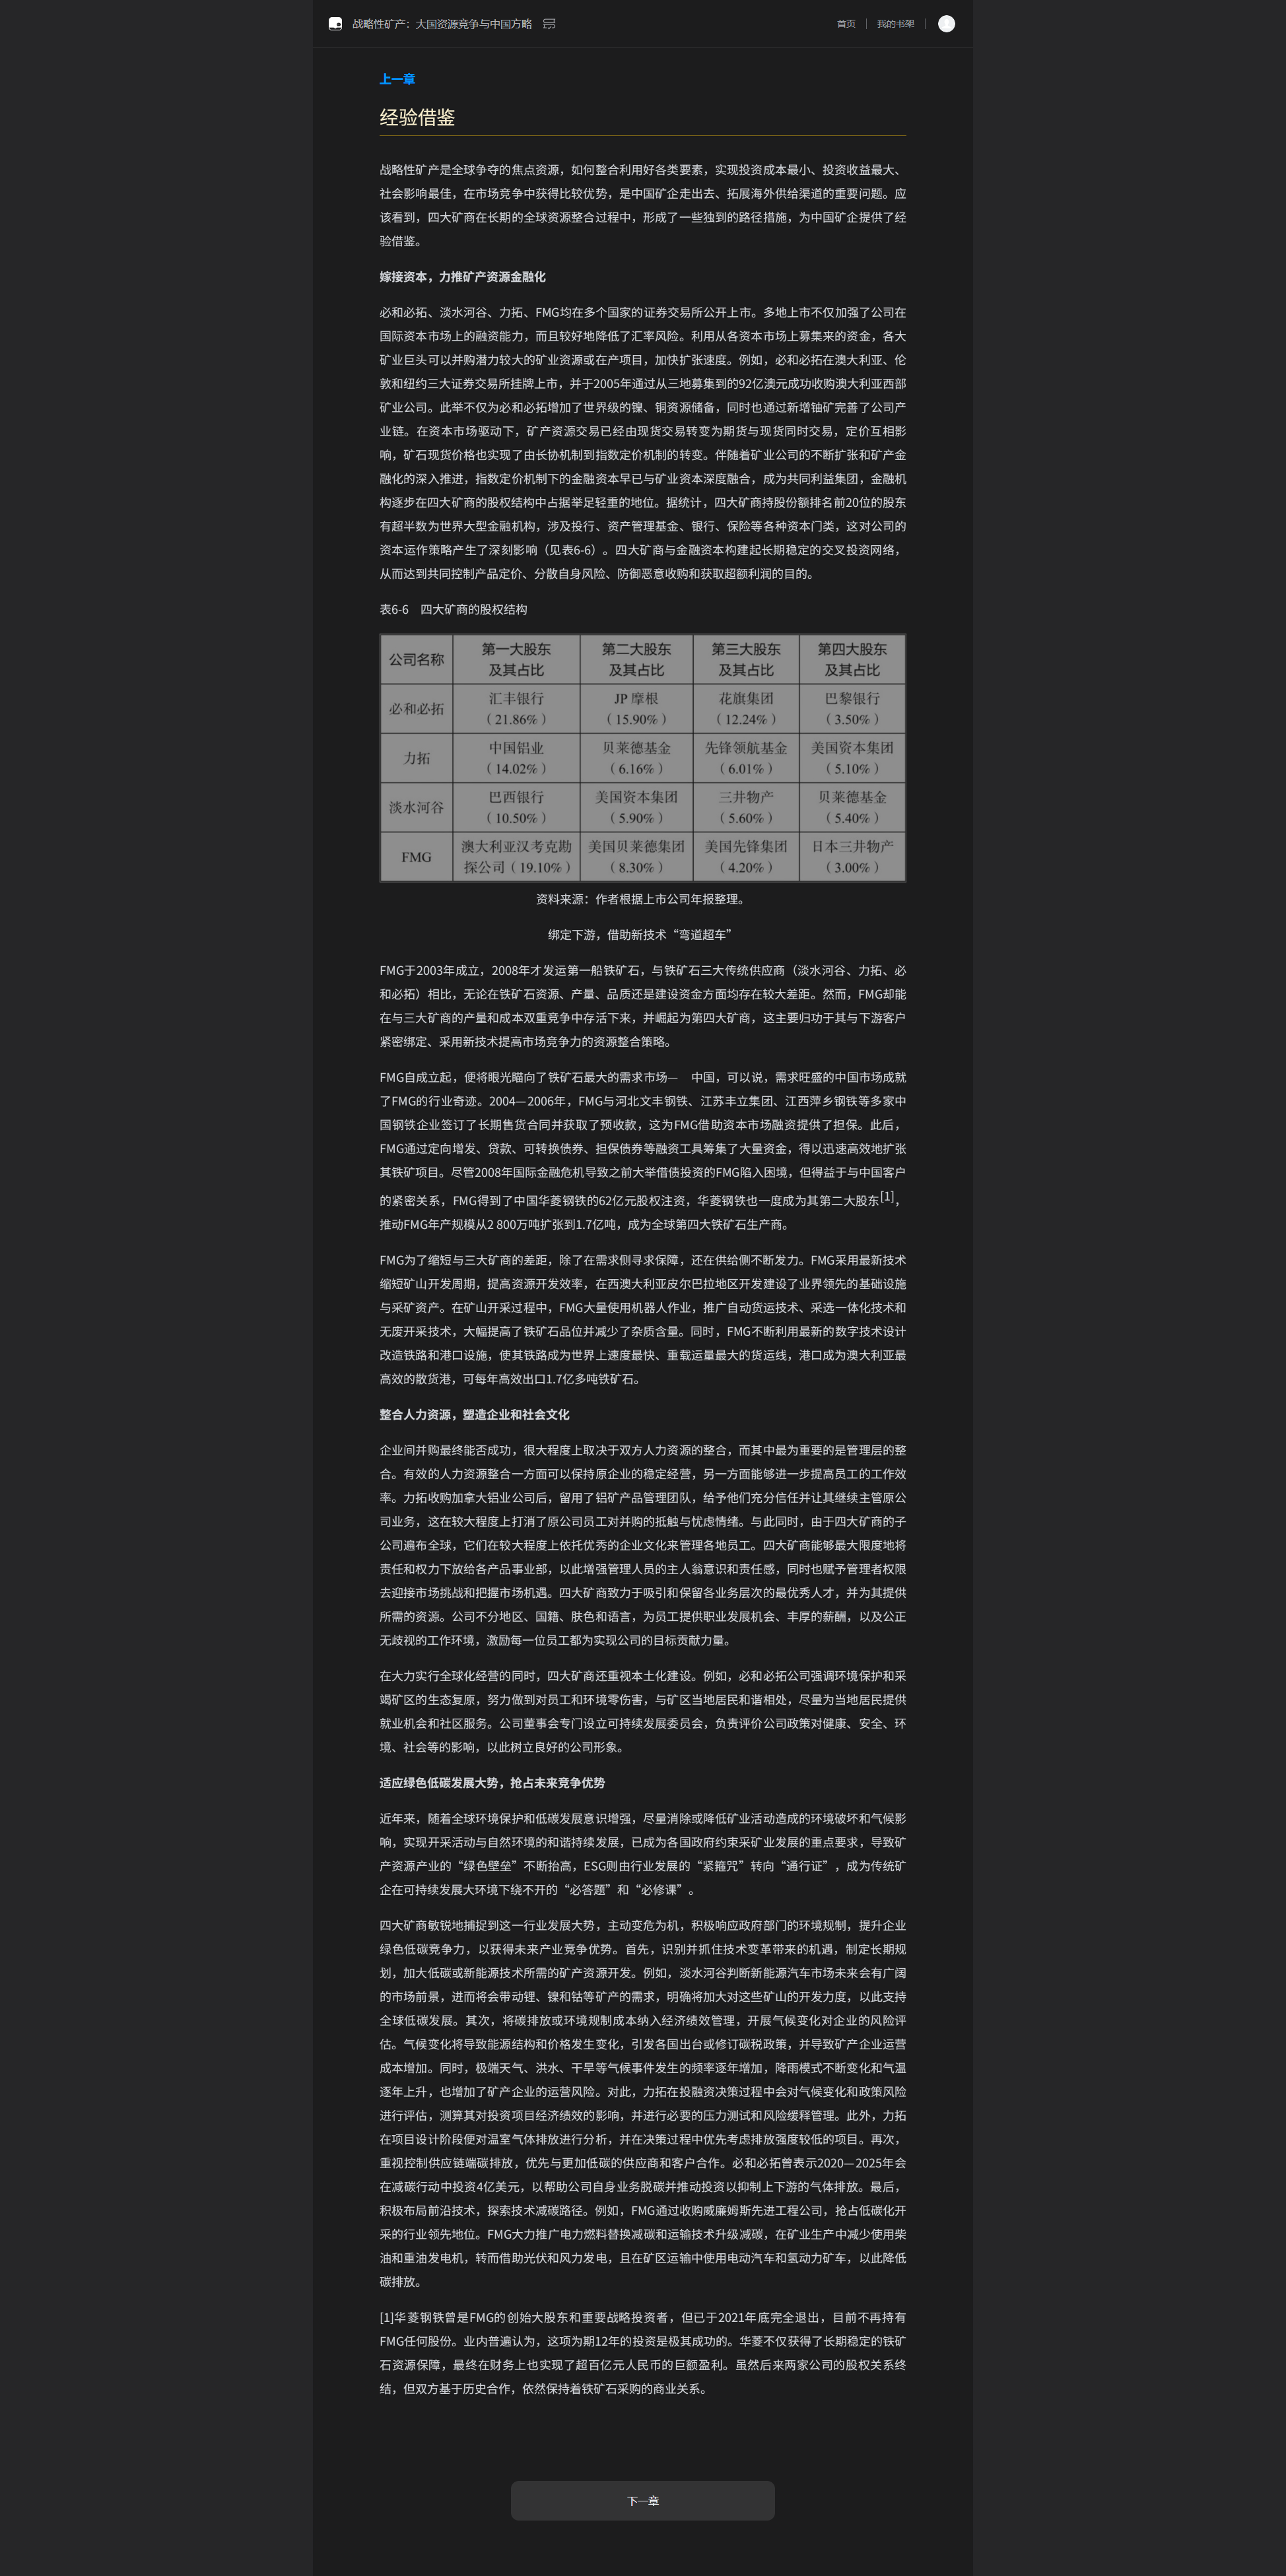 战略性矿产：大国资源竞争与中国方略
首页
我的书架
上一章
经验借鉴
战略性矿产是全球争夺的焦点资源，如何整合利用好各类要素，实现投资成本最小、投资收益最大、
社会影响最佳，在市场竞争中获得比较优势，是中国矿企走出去、拓展海外供给渠道的重要问题。应
该看到，四大矿商在长期的全球资源整合过程中，形成了一些独到的路径措施，为中国矿企提供了经
验借鉴。
嫁接资本，力推矿产资源金融化
必和必拓、淡水河谷、力拓、FMG均在多个国家的证券交易所公开上市。多地上市不仅加强了公司在
国际资本市场上的融资能力，而且较好地降低了汇率风险。利用从各资本市场上募集来的资金，各大
矿业巨头可以并购潜力较大的矿业资源或在产项目，加快扩张速度。例如，必和必拓在澳大利亚、伦
敦和纽约三大证券交易所挂牌上市，并于2005年通过从三地募集到的92亿澳元成功收购澳大利亚西部
矿业公司。此举不仅为必和必拓增加了世界级的镍、铜资源储备，同时也通过新增铀矿完善了公司产
业链。在资本市场驱动下，矿产资源交易已经由现货交易转变为期货与现货同时交易，定价互相影
响，矿石现货价格也实现了由长协机制到指数定价机制的转变。伴随着矿业公司的不断扩张和矿产金
融化的深入推进，指数定价机制下的金融资本早已与矿业资本深度融合，成为共同利益集团，金融机
构逐步在四大矿商的股权结构中占据举足轻重的地位。据统计，四大矿商持股份额排名前20位的股东
有超半数为世界大型金融机构，涉及投行、资产管理基金、银行、保险等各种资本门类，这对公司的
资本运作策略产生了深刻影响（见表6-6）。四大矿商与金融资本构建起长期稳定的交叉投资网络，
从而达到共同控制产品定价、分散自身风险、防御恶意收购和获取超额利润的目的。
表6-6　四大矿商的股权结构
公司名称 第一大股东及其占比 第二大股东及其占比 第三大股东及其占比 第四大股东及其占比
必和必拓 汇丰银行（21.86%） JP 摩根（15.90%） 花旗集团（12.24%） 巴黎银行（3.50%）
力拓 中国铝业（14.02%） 贝莱德基金（6.16%） 先锋领航基金（6.01%） 美国资本集团（5.10%）
淡水河谷 巴西银行（10.50%） 美国资本集团（5.90%） 三井物产（5.60%） 贝莱德基金（5.40%）
FMG 澳大利亚汉考克勘探公司（19.10%） 美国贝莱德集团（8.30%） 美国先锋集团（4.20%） 日本三井物产（3.00%）
资料来源：作者根据上市公司年报整理。
绑定下游，借助新技术“弯道超车”
FMG于2003年成立，2008年才发运第一船铁矿石，与铁矿石三大传统供应商（淡水河谷、力拓、必
和必拓）相比，无论在铁矿石资源、产量、品质还是建设资金方面均存在较大差距。然而，FMG却能
在与三大矿商的产量和成本双重竞争中存活下来，并崛起为第四大矿商，这主要归功于其与下游客户
紧密绑定、采用新技术提高市场竞争力的资源整合策略。
FMG自成立起，便将眼光瞄向了铁矿石最大的需求市场—　中国，可以说，需求旺盛的中国市场成就
了FMG的行业奇迹。2004—2006年，FMG与河北文丰钢铁、江苏丰立集团、江西萍乡钢铁等多家中
国钢铁企业签订了长期售货合同并获取了预收款，这为FMG借助资本市场融资提供了担保。此后，
FMG通过定向增发、贷款、可转换债券、担保债券等融资工具筹集了大量资金，得以迅速高效地扩张
其铁矿项目。尽管2008年国际金融危机导致之前大举借债投资的FMG陷入困境，但得益于与中国客户
的紧密关系，FMG得到了中国华菱钢铁的62亿元股权注资，华菱钢铁也一度成为其第二大股东[1]，
推动FMG年产规模从2 800万吨扩张到1.7亿吨，成为全球第四大铁矿石生产商。
FMG为了缩短与三大矿商的差距，除了在需求侧寻求保障，还在供给侧不断发力。FMG采用最新技术
缩短矿山开发周期，提高资源开发效率，在西澳大利亚皮尔巴拉地区开发建设了业界领先的基础设施
与采矿资产。在矿山开采过程中，FMG大量使用机器人作业，推广自动货运技术、采选一体化技术和
无废开采技术，大幅提高了铁矿石品位并减少了杂质含量。同时，FMG不断利用最新的数字技术设计
改造铁路和港口设施，使其铁路成为世界上速度最快、重载运量最大的货运线，港口成为澳大利亚最
高效的散货港，可每年高效出口1.7亿多吨铁矿石。
整合人力资源，塑造企业和社会文化
企业间并购最终能否成功，很大程度上取决于双方人力资源的整合，而其中最为重要的是管理层的整
合。有效的人力资源整合一方面可以保持原企业的稳定经营，另一方面能够进一步提高员工的工作效
率。力拓收购加拿大铝业公司后，留用了铝矿产品管理团队，给予他们充分信任并让其继续主管原公
司业务，这在较大程度上打消了原公司员工对并购的抵触与忧虑情绪。与此同时，由于四大矿商的子
公司遍布全球，它们在较大程度上依托优秀的企业文化来管理各地员工。四大矿商能够最大限度地将
责任和权力下放给各产品事业部，以此增强管理人员的主人翁意识和责任感，同时也赋予管理者权限
去迎接市场挑战和把握市场机遇。四大矿商致力于吸引和保留各业务层次的最优秀人才，并为其提供
所需的资源。公司不分地区、国籍、肤色和语言，为员工提供职业发展机会、丰厚的薪酬，以及公正
无歧视的工作环境，激励每一位员工都为实现公司的目标贡献力量。
在大力实行全球化经营的同时，四大矿商还重视本土化建设。例如，必和必拓公司强调环境保护和采
竭矿区的生态复原，努力做到对员工和环境零伤害，与矿区当地居民和谐相处，尽量为当地居民提供
就业机会和社区服务。公司董事会专门设立可持续发展委员会，负责评价公司政策对健康、安全、环
境、社会等的影响，以此树立良好的公司形象。
适应绿色低碳发展大势，抢占未来竞争优势
近年来，随着全球环境保护和低碳发展意识增强，尽量消除或降低矿业活动造成的环境破坏和气候影
响，实现开采活动与自然环境的和谐持续发展，已成为各国政府约束采矿业发展的重点要求，导致矿
产资源产业的“绿色壁垒”不断抬高，ESG则由行业发展的“紧箍咒”转向“通行证”，成为传统矿
企在可持续发展大环境下绕不开的“必答题”和“必修课”。
四大矿商敏锐地捕捉到这一行业发展大势，主动变危为机，积极响应政府部门的环境规制，提升企业
绿色低碳竞争力，以获得未来产业竞争优势。首先，识别并抓住技术变革带来的机遇，制定长期规
划，加大低碳或新能源技术所需的矿产资源开发。例如，淡水河谷判断新能源汽车市场未来会有广阔
的市场前景，进而将会带动锂、镍和钴等矿产的需求，明确将加大对这些矿山的开发力度，以此支持
全球低碳发展。其次，将碳排放或环境规制成本纳入经济绩效管理，开展气候变化对企业的风险评
估。气候变化将导致能源结构和价格发生变化，引发各国出台或修订碳税政策，并导致矿产企业运营
成本增加。同时，极端天气、洪水、干旱等气候事件发生的频率逐年增加，降雨模式不断变化和气温
逐年上升，也增加了矿产企业的运营风险。对此，力拓在投融资决策过程中会对气候变化和政策风险
进行评估，测算其对投资项目经济绩效的影响，并进行必要的压力测试和风险缓释管理。此外，力拓
在项目设计阶段便对温室气体排放进行分析，并在决策过程中优先考虑排放强度较低的项目。再次，
重视控制供应链端碳排放，优先与更加低碳的供应商和客户合作。必和必拓曾表示2020—2025年会
在减碳行动中投资4亿美元，以帮助公司自身业务脱碳并推动投资以抑制上下游的气体排放。最后，
积极布局前沿技术，探索技术减碳路径。例如，FMG通过收购威廉姆斯先进工程公司，抢占低碳化开
采的行业领先地位。FMG大力推广电力燃料替换减碳和运输技术升级减碳，在矿业生产中减少使用柴
油和重油发电机，转而借助光伏和风力发电，且在矿区运输中使用电动汽车和氢动力矿车，以此降低
碳排放。
[1]华菱钢铁曾是FMG的创始大股东和重要战略投资者，但已于2021年底完全退出，目前不再持有
FMG任何股份。业内普遍认为，这项为期12年的投资是极其成功的。华菱不仅获得了长期稳定的铁矿
石资源保障，最终在财务上也实现了超百亿元人民币的巨额盈利。虽然后来两家公司的股权关系终
结，但双方基于历史合作，依然保持着铁矿石采购的商业关系。
下一章